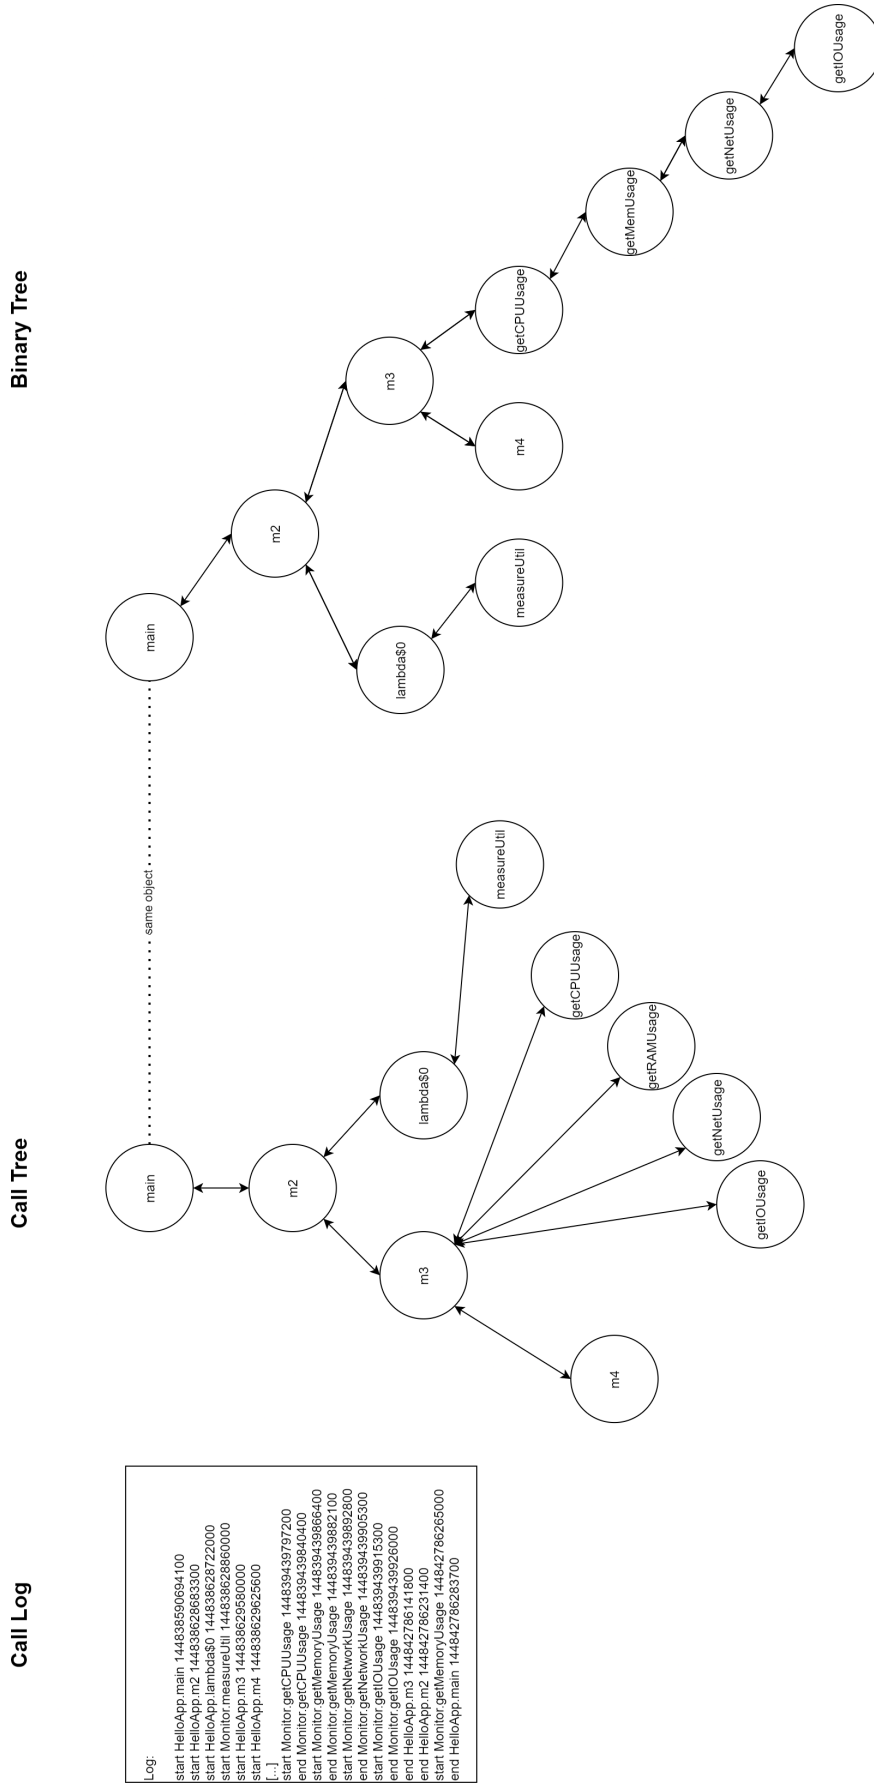 Call Log
Log:
start HelloApp.main 144838590694100
start HelloApp.m2 144838628683300
start HelloApp.lambda$0 144838628722000
start Monitor.measureUtil 144838628860000
start HelloApp.m3 144838629580000
start HelloApp.m4 144838629625600
[...]
start Monitor.getCPUUsage 144839439797200
end Monitor.getCPUUsage 144839439840400
start Monitor.getMemoryUsage 144839439866400
end Monitor.getMemoryUsage 144839439882100
start Monitor.getNetworkUsage 144839439892800
end Monitor.getNetworkUsage 144839439905300
start Monitor.getIOUsage 144839439915300
end Monitor.getIOUsage 144839439926000
end HelloApp.m3 144842786141800
end HelloApp.m2 144842786231400
start Monitor.getMemoryUsage 144842786265000
end HelloApp.main 144842786283700
Call Tree
main
m2
m3
lambda$0
m4
getIOUsage
getNetUsage
getRAMUsage
getCPUUsage
measureUtil
same object
Binary Tree
main
m2
lambda$0
m3
measureUtil
m4
getCPUUsage
getMemUsage
getNetUsage
getIOUsage